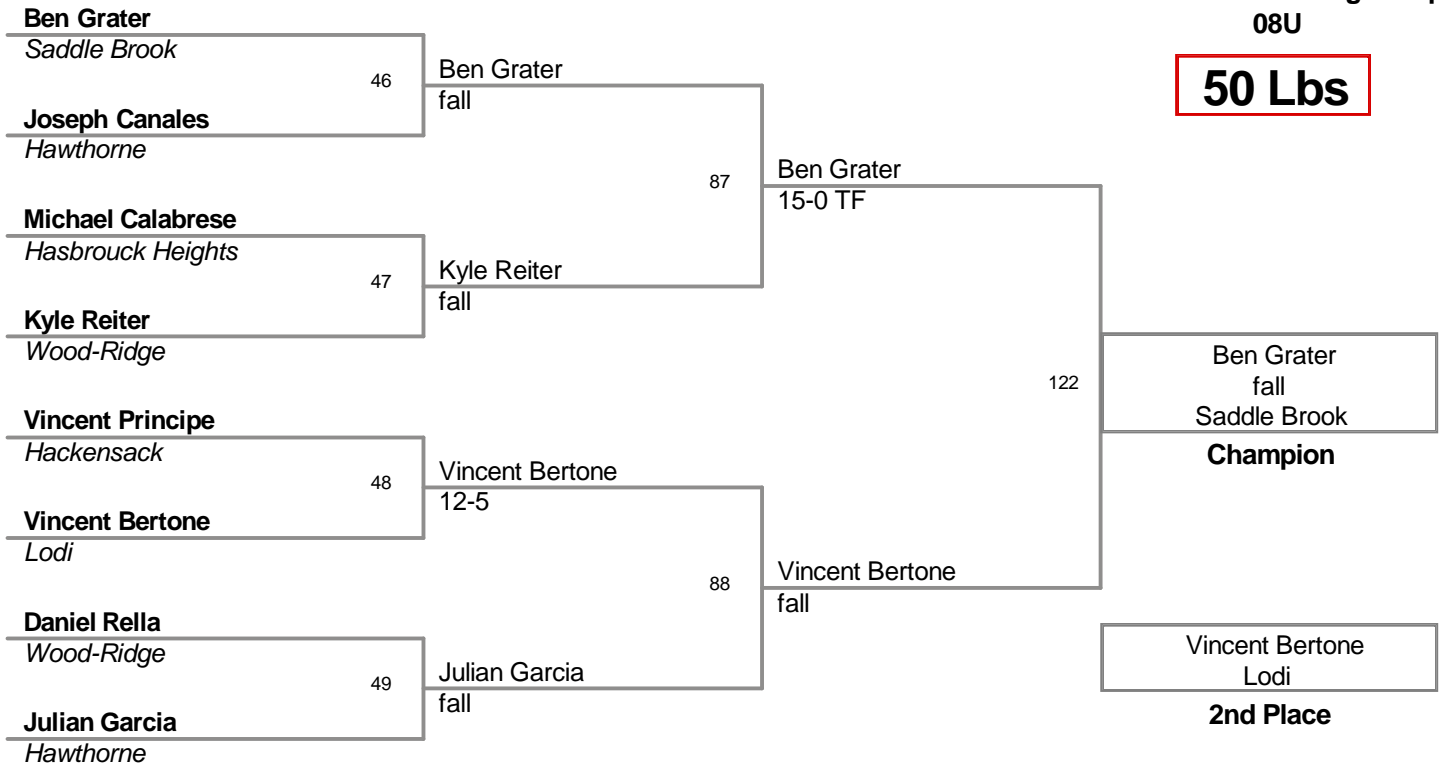 08U
50 Lbs
Ben Grater
Saddle Brook
46
Ben Grater
fall
Joseph Canales
Hawthorne
87
Ben Grater
15-0 TF
Michael Calabrese
Hasbrouck Heights
47
Kyle Reiter
fall
Kyle Reiter
Wood-Ridge
122
Ben Grater
fall
Saddle Brook
Champion
Vincent Principe
Hackensack
48
Vincent Bertone
12-5
Vincent Bertone
Lodi
88
Vincent Bertone
fall
Daniel Rella
Wood-Ridge
49
Julian Garcia
fall
Julian Garcia
Hawthorne
Vincent Bertone
Lodi
2nd Place